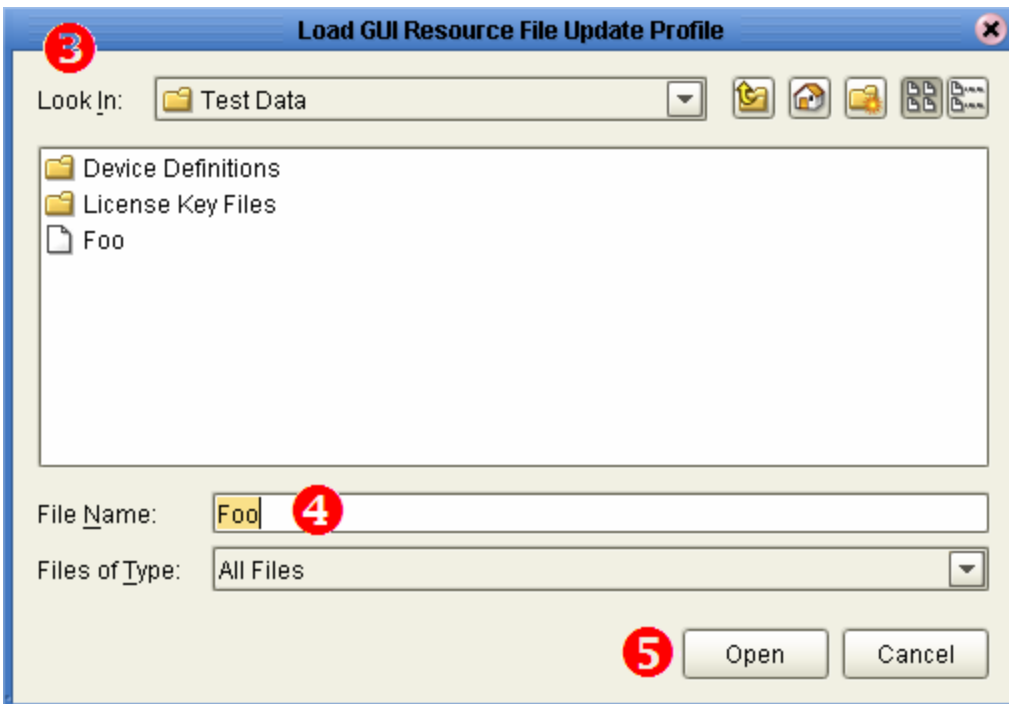 Load GUI Resource File Update Profile
3
Look In: Test Data
Device Definitions
License Key Files
Foo
File Name: Foo 4
Files of Type: All Files
5 Open Cancel